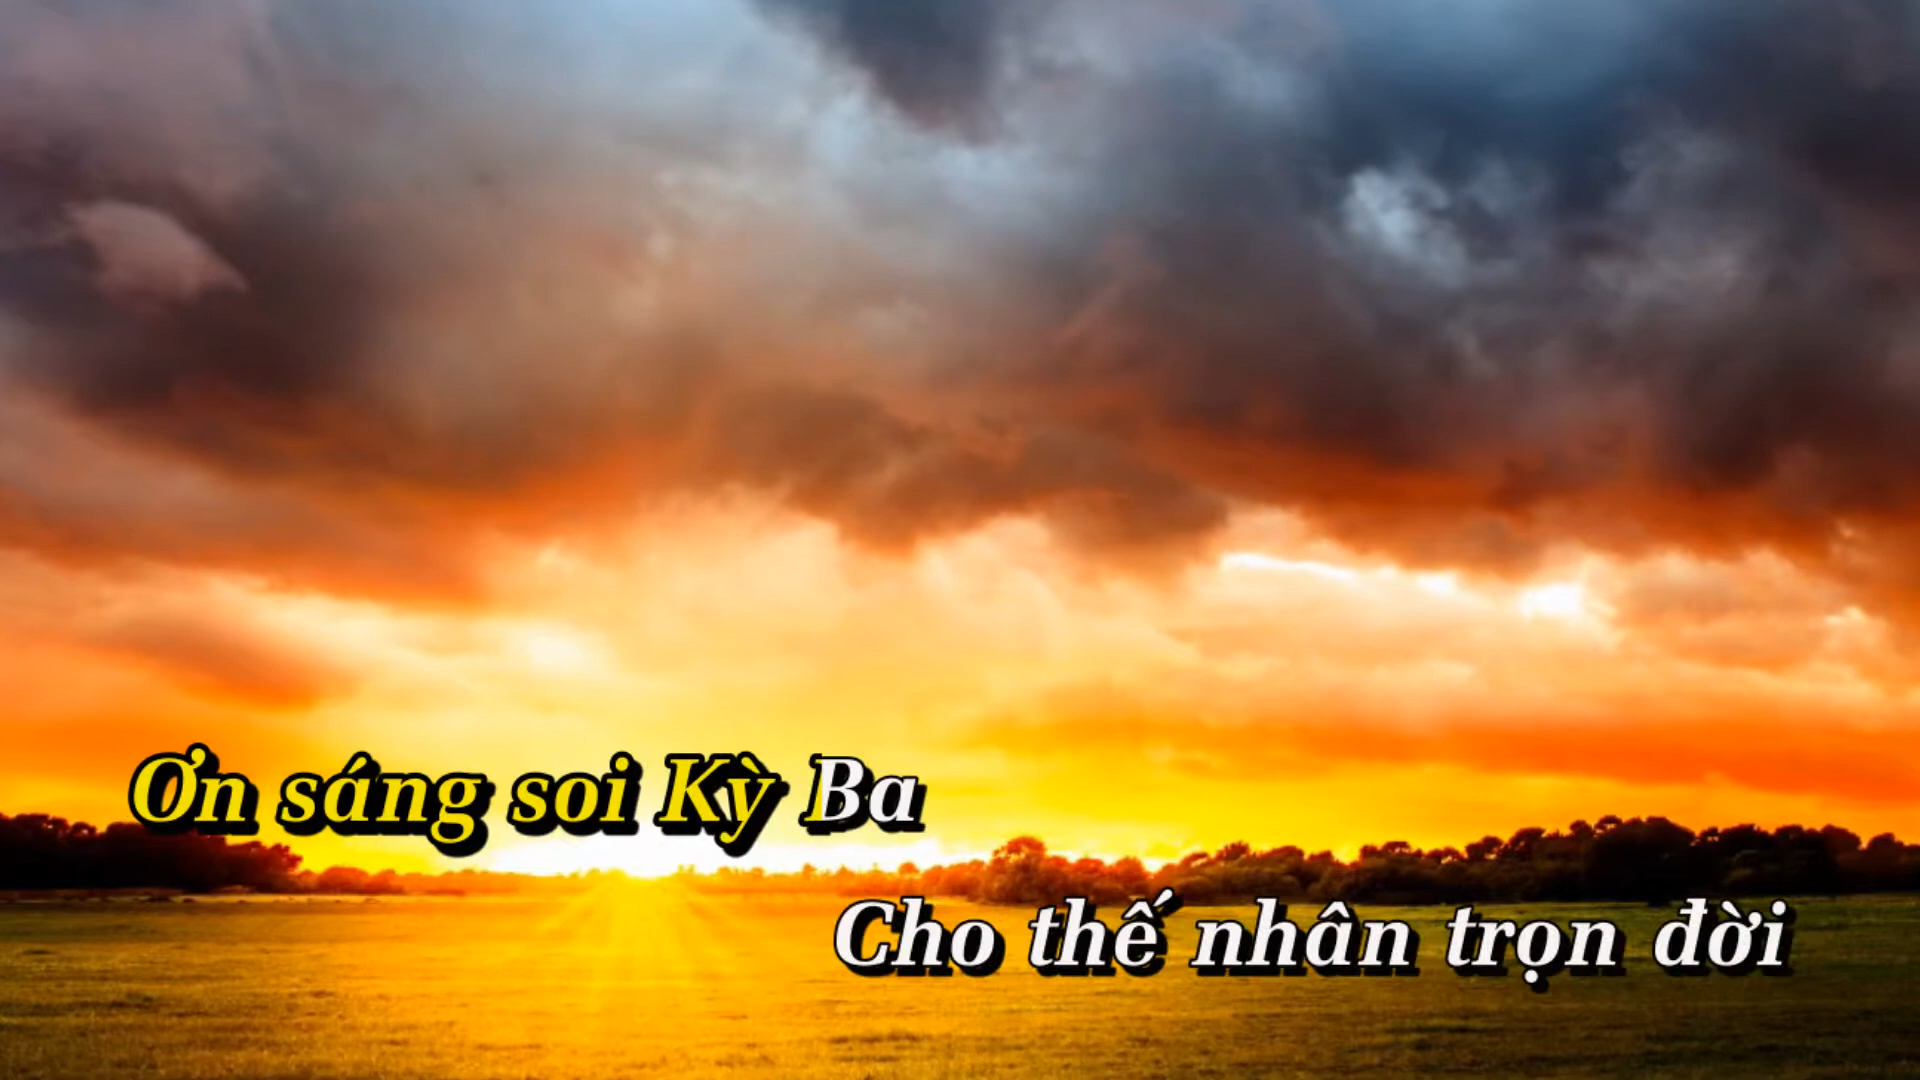 Ơn sáng soi Kỳ Ba
Cho thế nhân trọn đời